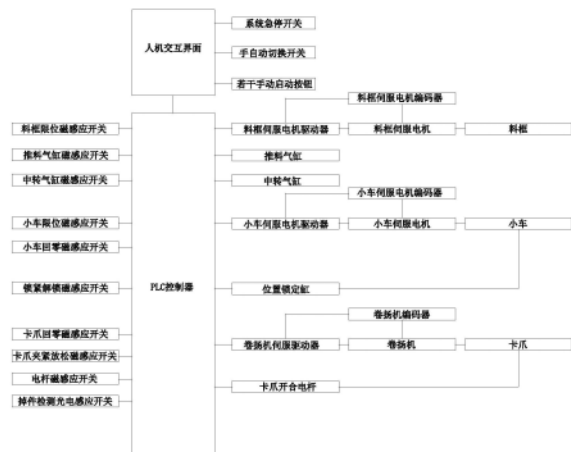 系统急停开关
人机交互界面
手自动切换开关
若干手动启动按钮
料框伺服电机编码器
料框限位磁感应开关
料框伺服电机驱动器
料框伺服电机
料框
推料气缸磁感应开关
推料气缸
中转气缸磁感应开关
中转气缸
小车伺服电机编码器
小车限位磁感应开关
小车伺服电机驱动器
小车伺服电机
小车
小车回零磁感应开关
锁紧解锁磁感应开关
PLC控制器
位置锁定缸
卷扬机编码器
卡爪回零磁感应开关
卷扬机伺服驱动器
卷扬机
卡爪
卡爪夹紧放松磁感应开关
电杆磁感应开关
卡爪开合电杆
掉件检测光电感应开关